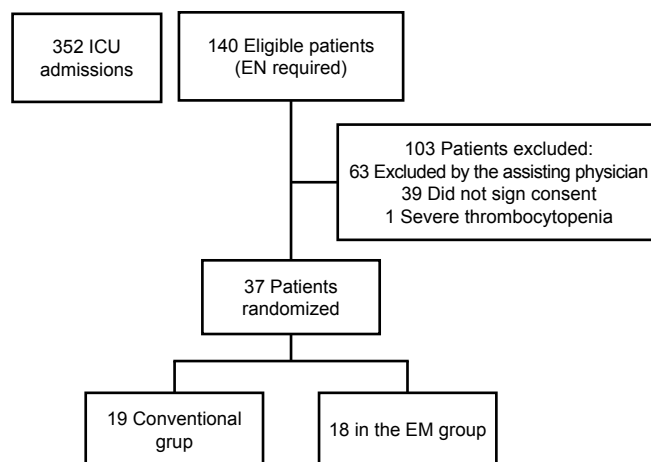 352 ICU
admissions
140 Eligible patients
(EN required)
103 Patients excluded:
63 Excluded by the assisting physician
39 Did not sign consent
1 Severe thrombocytopenia
37 Patients
randomized
19 Conventional
grup
18 in the EM group